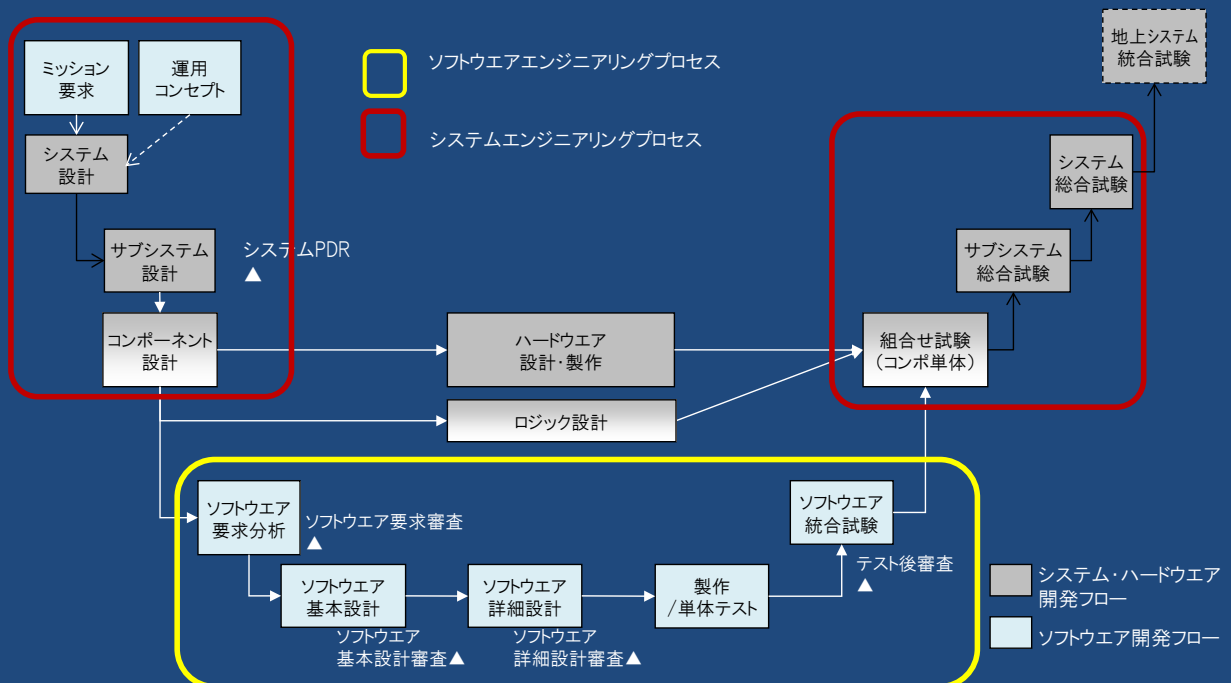 ミッション
要求
運用
コンセプト
システム
設計
サブシステム
設計
システムPDR
▲
コンポーネント
設計
ソフトウエアエンジニアリングプロセス
システムエンジニアリングプロセス
ハードウエア
設計・製作
ロジック設計
地上システム
統合試験
システム
総合試験
サブシステム
総合試験
組合せ試験
(コンポ単体)
ソフトウエア
要求分析
ソフトウエア要求審査
▲
ソフトウエア
基本設計
ソフトウエア
基本設計審査▲
ソフトウエア
詳細設計
ソフトウエア
詳細設計審査▲
製作
/単体テスト
ソフトウエア
統合試験
テスト後審査
▲
システム・ハードウエア
開発フロー
ソフトウエア開発フロー